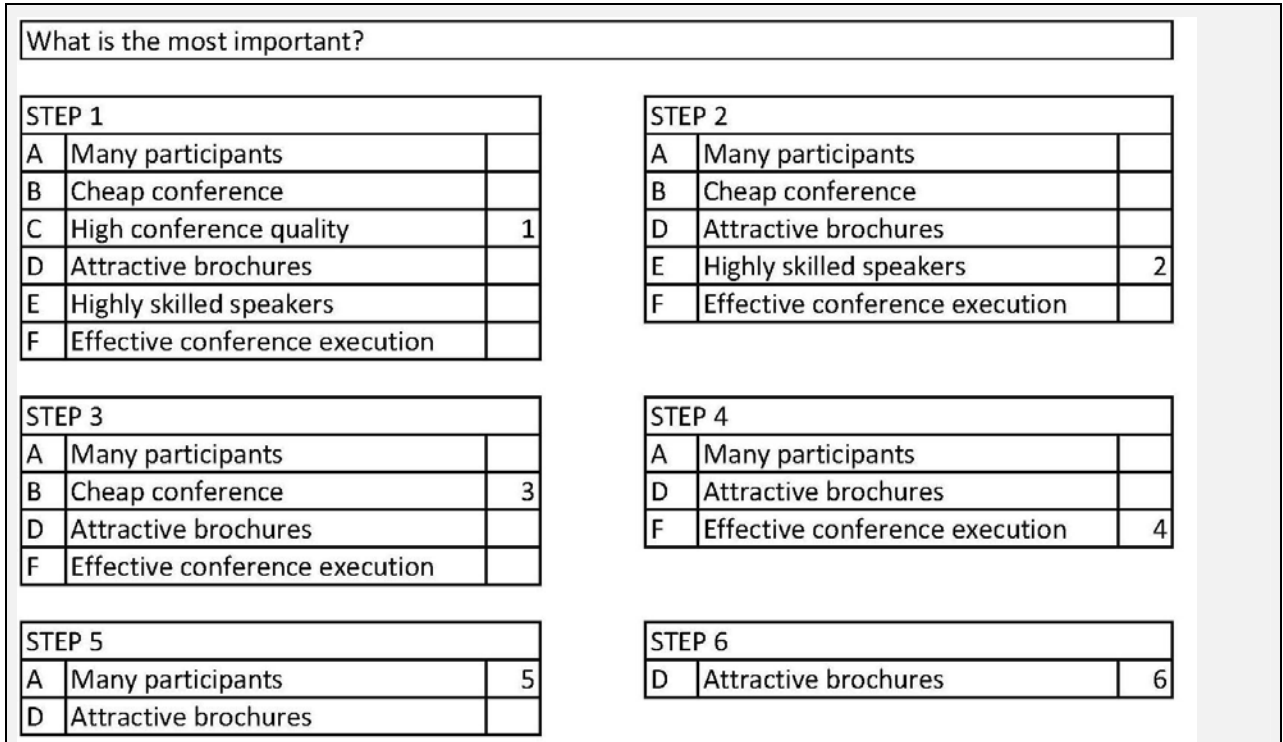 What is the most important?
STEP 1
A Many participants
B Cheap conference
C High conference quality 1
D Attractive brochures
E Highly skilled speakers
F Effective conference execution
STEP 2
A Many participants
B Cheap conference
D Attractive brochures
E Highly skilled speakers 2
F Effective conference execution
STEP 3
A Many participants
B Cheap conference 3
D Attractive brochures
F Effective conference execution
STEP 4
A Many participants
D Attractive brochures
F Effective conference execution 4
STEP 5
A Many participants 5
D Attractive brochures
STEP 6
D Attractive brochures 6